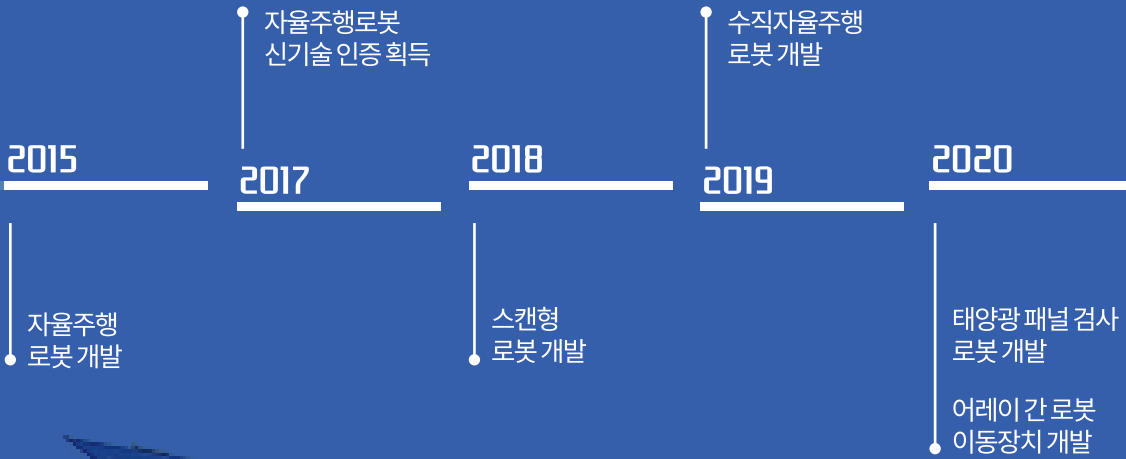 2015
자율주행
로봇 개발
2017
자율주행로봇
신기술 인증 획득
2018
스캔형
로봇 개발
2019
수직자율주행
로봇 개발
2020
태양광 패널 검사
로봇 개발
어레이 간 로봇
이동장치 개발